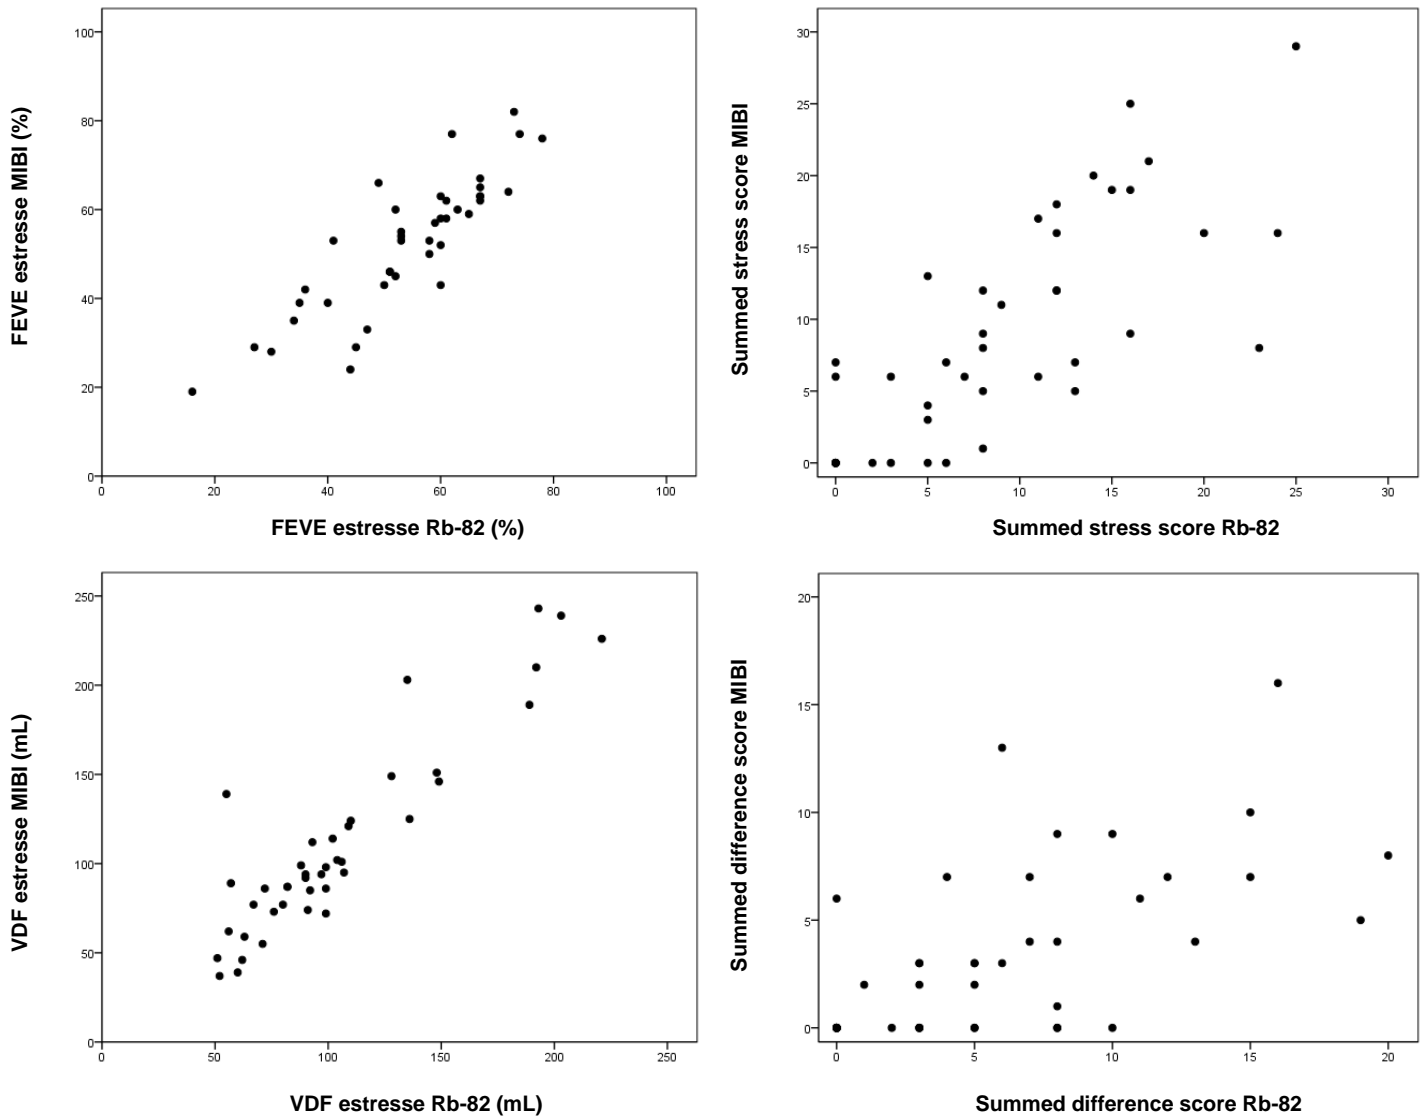 100
80
60
40
20
0
0 20 40 60 80 100
FEVE estresse MIBI (%)
FEVE estresse Rb-82 (%)
30
25
20
15
10
5
0
0 5 10 15 20 25 30
Summed stress score MIBI
Summed stress score Rb-82
250
200
150
100
50
0
0 50 100 150 200 250
VDF estresse MIBI (mL)
VDF estresse Rb-82 (mL)
20
15
10
5
0
0 5 10 15 20
Summed difference score MIBI
Summed difference score Rb-82